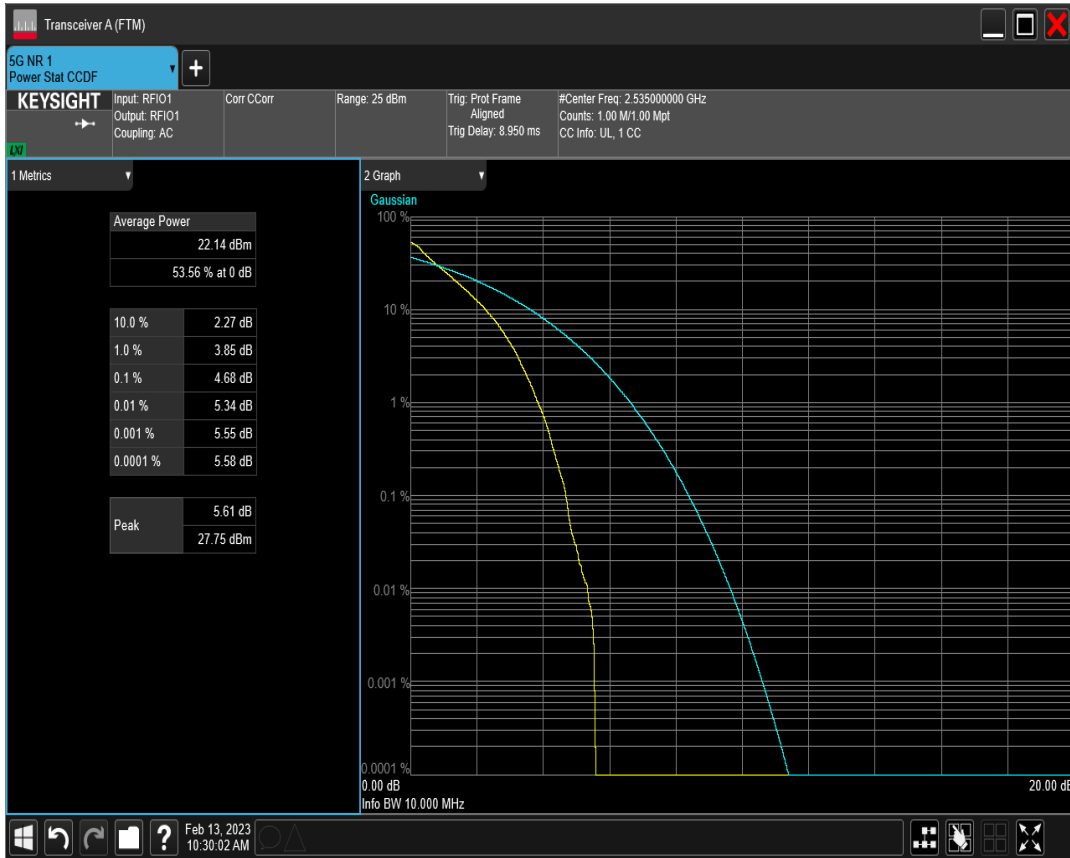 Transceiver A (FTM)
5G NR 1
Power Stat CCDF
+
KEYSIGHT
LXI
Input: RFIO1
Output: RFIO1
Coupling: AC
Corr CCorr
Range: 25 dBm
Trig: Prot Frame
Aligned
Trig Delay: 8.950 ms
#Center Freq: 2.535000000 GHz
Counts: 1.00 M/1.00 Mpt
CC Info: UL, 1 CC
1 Metrics
Average Power
22.14 dBm
53.56 % at 0 dB
10.0 % 2.27 dB
1.0 % 3.85 dB
0.1 % 4.68 dB
0.01 % 5.34 dB
0.001 % 5.55 dB
0.0001 % 5.58 dB
Peak
5.61 dB
27.75 dBm
2 Graph
Gaussian
100 %
10 %
1 %
0.1 %
0.01 %
0.001 %
0.0001 %
0.00 dB 20.00 dB
Info BW 10.000 MHz
?
Feb 13, 2023
10:30:02 AM